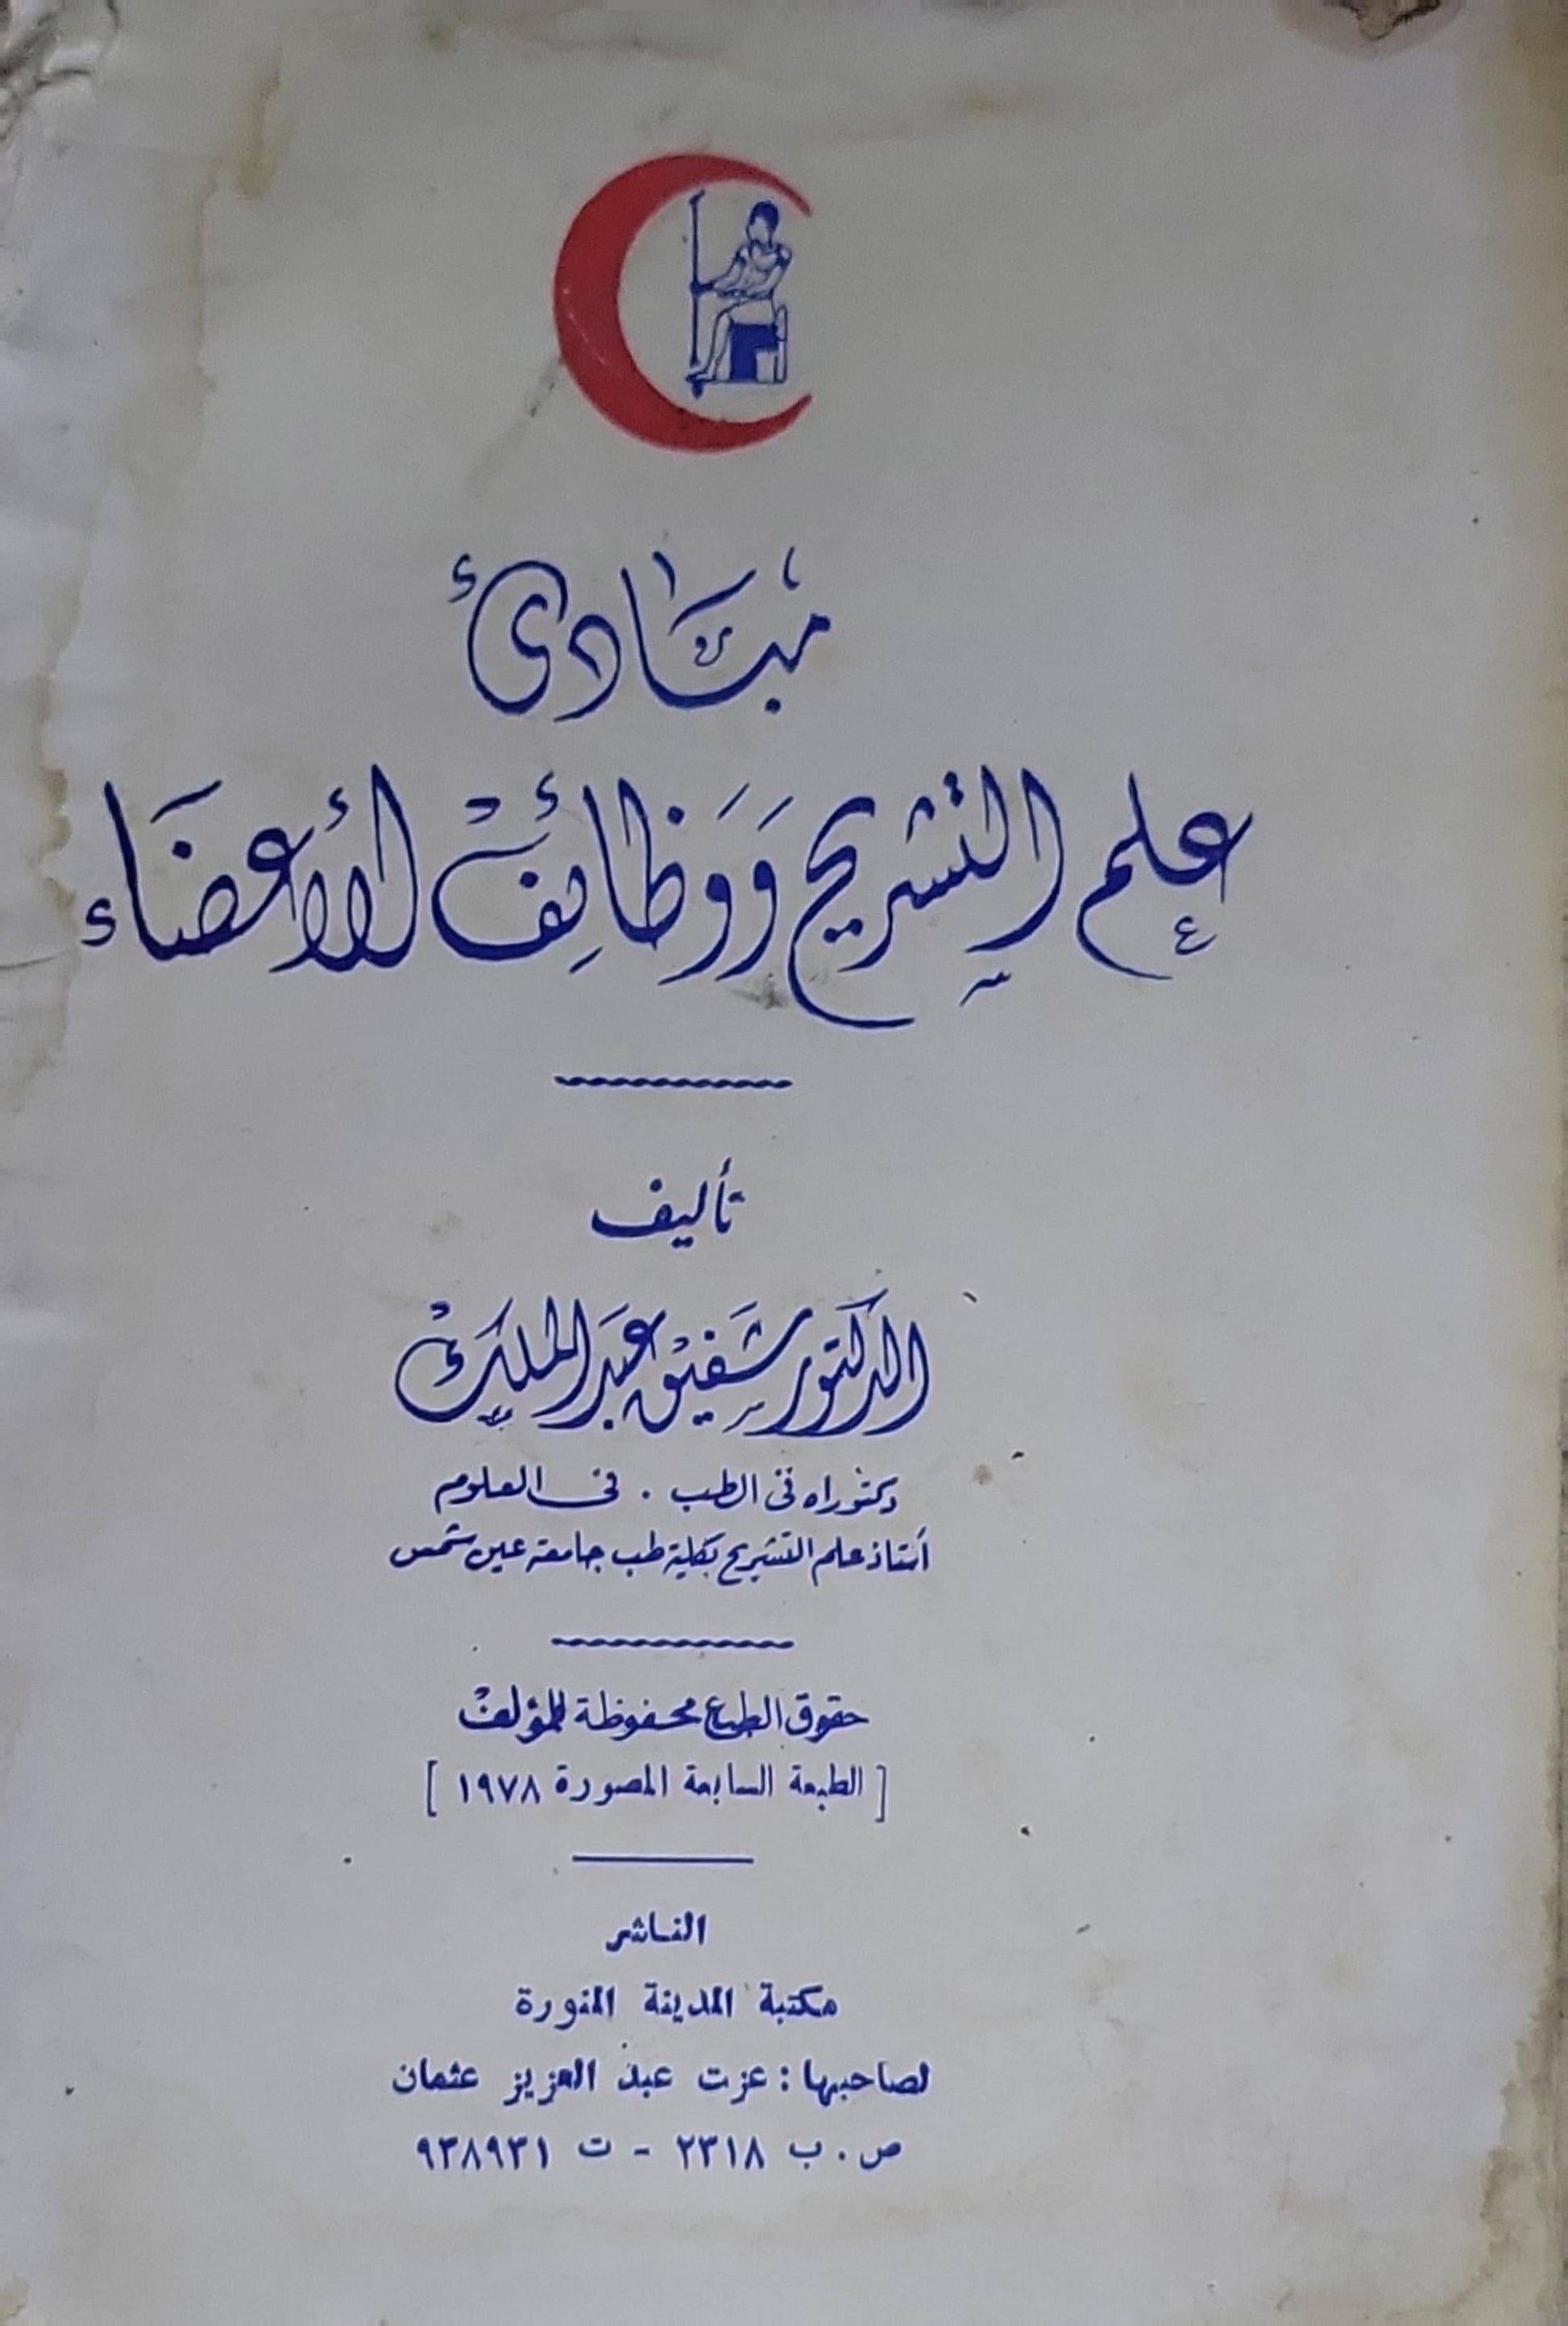 مبادئ
علم التشريح ووظائف الأعضاء
تأليف
الدكتور شفيق عبد الملك
دكتوراه في الطب . في العلوم
أستاذ علم التشريح بكلية طب جامعة عين شمس
حقوق الطبع محفوظة للمؤلف
[ الطبعة السابعة المصورة ١٩٧٨ ]
الناشر
مكتبة المدينة المنورة
لصاحبها : عزت عبد العزيز عثمان
ص . ب ٢٣١٨ - ت ٩٣٨٩٣١